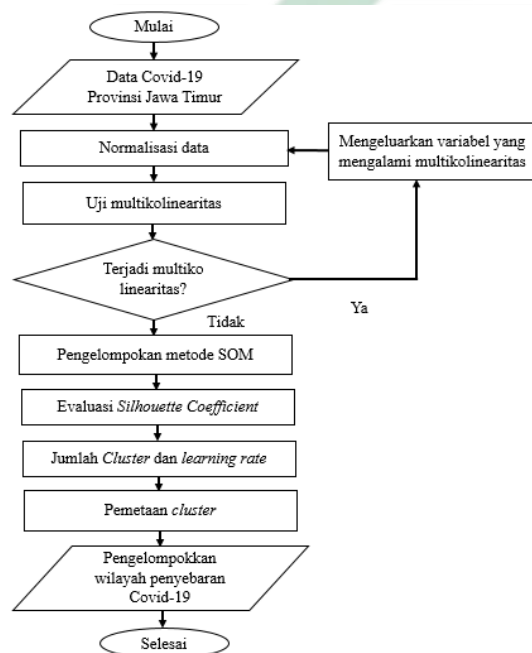 Mulai
Data Covid-19
Provinsi Jawa Timur
Normalisasi data
Mengeluarkan variabel yang
mengalami multikolinearitas
Uji multikolinearitas
Terjadi multiko
linearitas?
Ya
Tidak
Pengelompokan metode SOM
Evaluasi Silhouette Coefficient
Jumlah Cluster dan learning rate
Pemetaan cluster
Pengelompokkan
wilayah penyebaran
Covid-19
Selesai